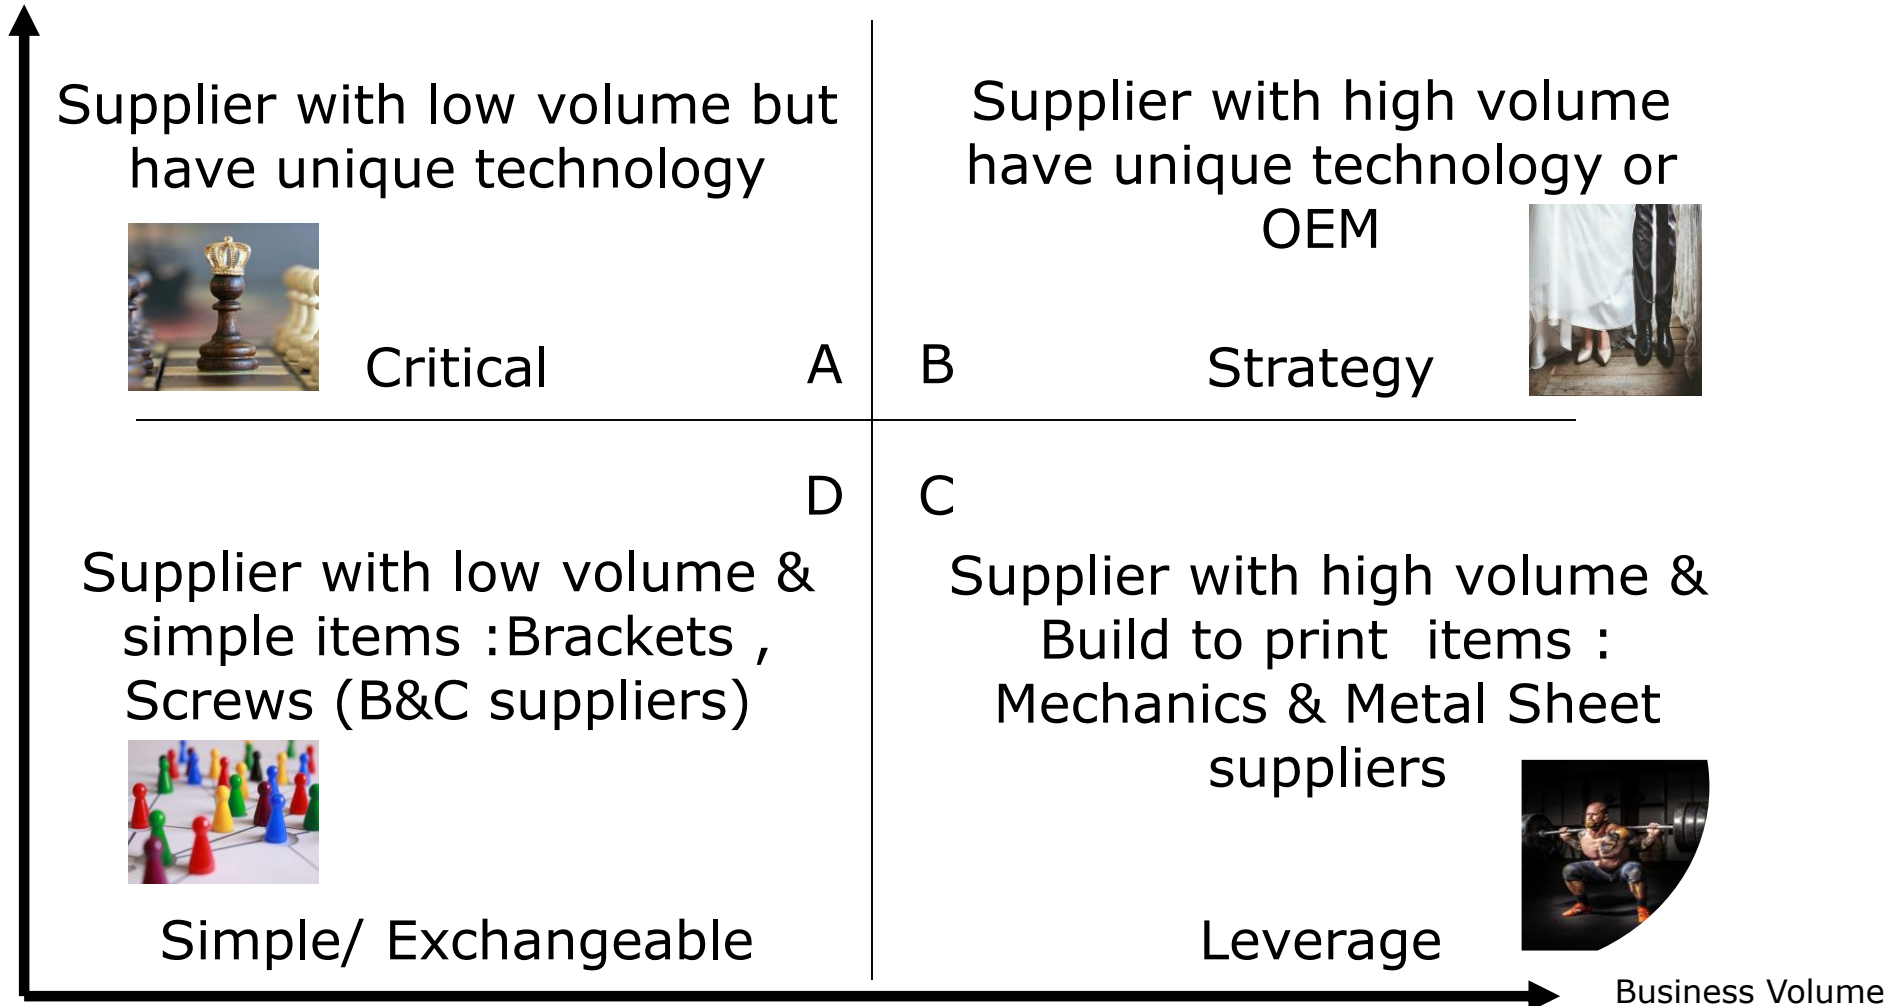 Supplier with low volume but
have unique technology
Critical
A
Supplier with high volume
have unique technology or
OEM
B
Strategy
D
Supplier with low volume &
simple items :Brackets ,
Screws (B&C suppliers)
Simple/ Exchangeable
C
Supplier with high volume &
Build to print  items :
Mechanics & Metal Sheet
suppliers
Leverage
Business Volume